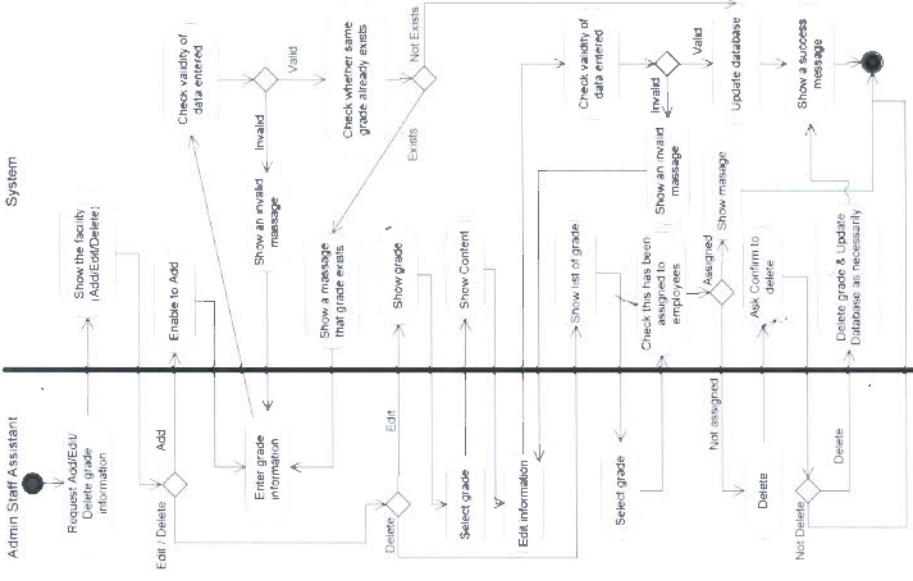 Admin Staff Assistant
System
Request Add/Edit/
Delete grade
information
Show the facility
(Add/Edit/Delete)
Edit / Delete
Add
Enable to Add
Enter grade
information
Check validity of
data entered
Invalid
Valid
Show an invalid
massage
Check whether same
grade already exists
Exists
Not Exists
Show a massage
that grade exists
Delete
Edit
Show grade
Select grade
Show Content
Edit information
Check validity of
data entered
Invalid
Valid
Show an invalid
massage
Update database
Show a success
message
Show list of grade
Select grade
Check this has been
assigned to
employees
Assigned
Not assigned
Show masage
Delete
Ask Confirm to
delete
Not Delete
Delete
Delete grade & Update
Database as necessarily